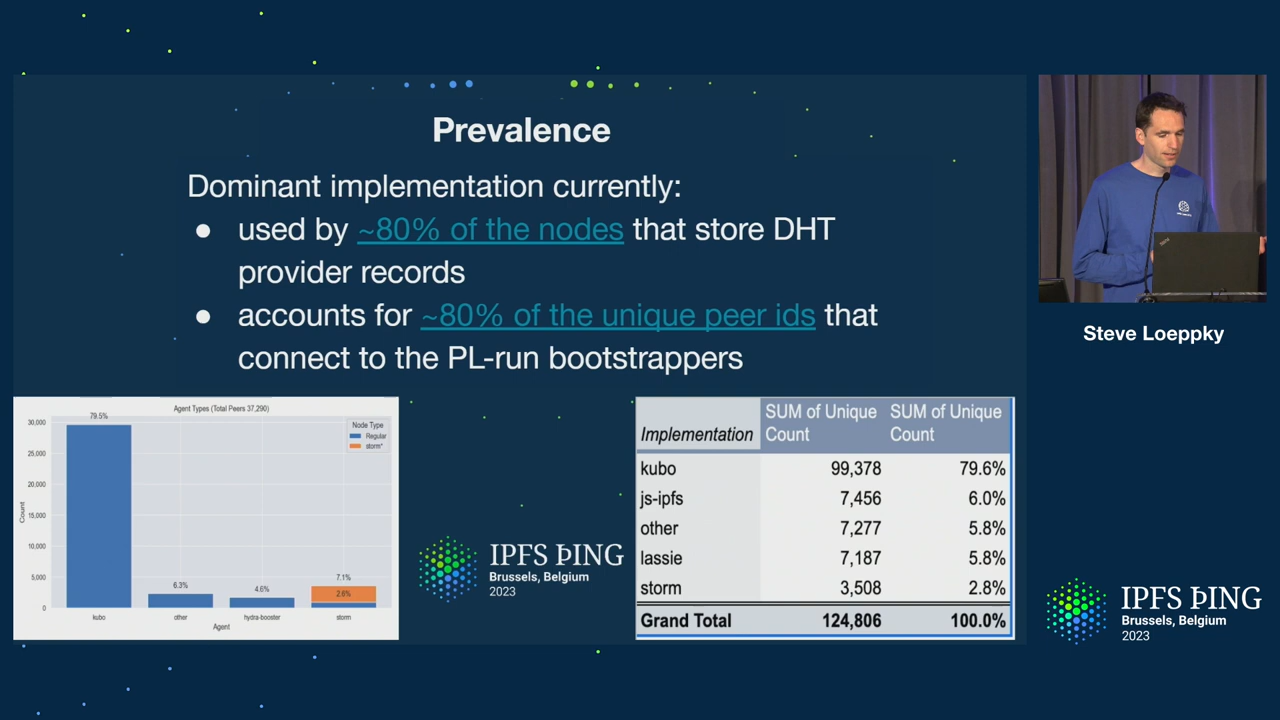 Prevalence
Dominant implementation currently:
● used by ~80% of the nodes that store DHT
provider records
● accounts for ~80% of the unique peer ids that
connect to the PL-run bootstrappers
Agent Types (Total Peers 37,290)
Node Type
Regular
storm*
Count
30,000
25,000
20,000
15,000
10,000
5,000
0
79.5%
6.3%
4.6%
7.1%
2.6%
kubo other hydra-booster storm
Agent
IPFS ÞING
Brussels, Belgium
2023
Implementation SUM of Unique Count SUM of Unique Count
kubo 99,378 79.6%
js-ipfs 7,456 6.0%
other 7,277 5.8%
lassie 7,187 5.8%
storm 3,508 2.8%
Grand Total 124,806 100.0%
Steve Loeppky
IPFS ÞING
Brussels, Belgium
2023